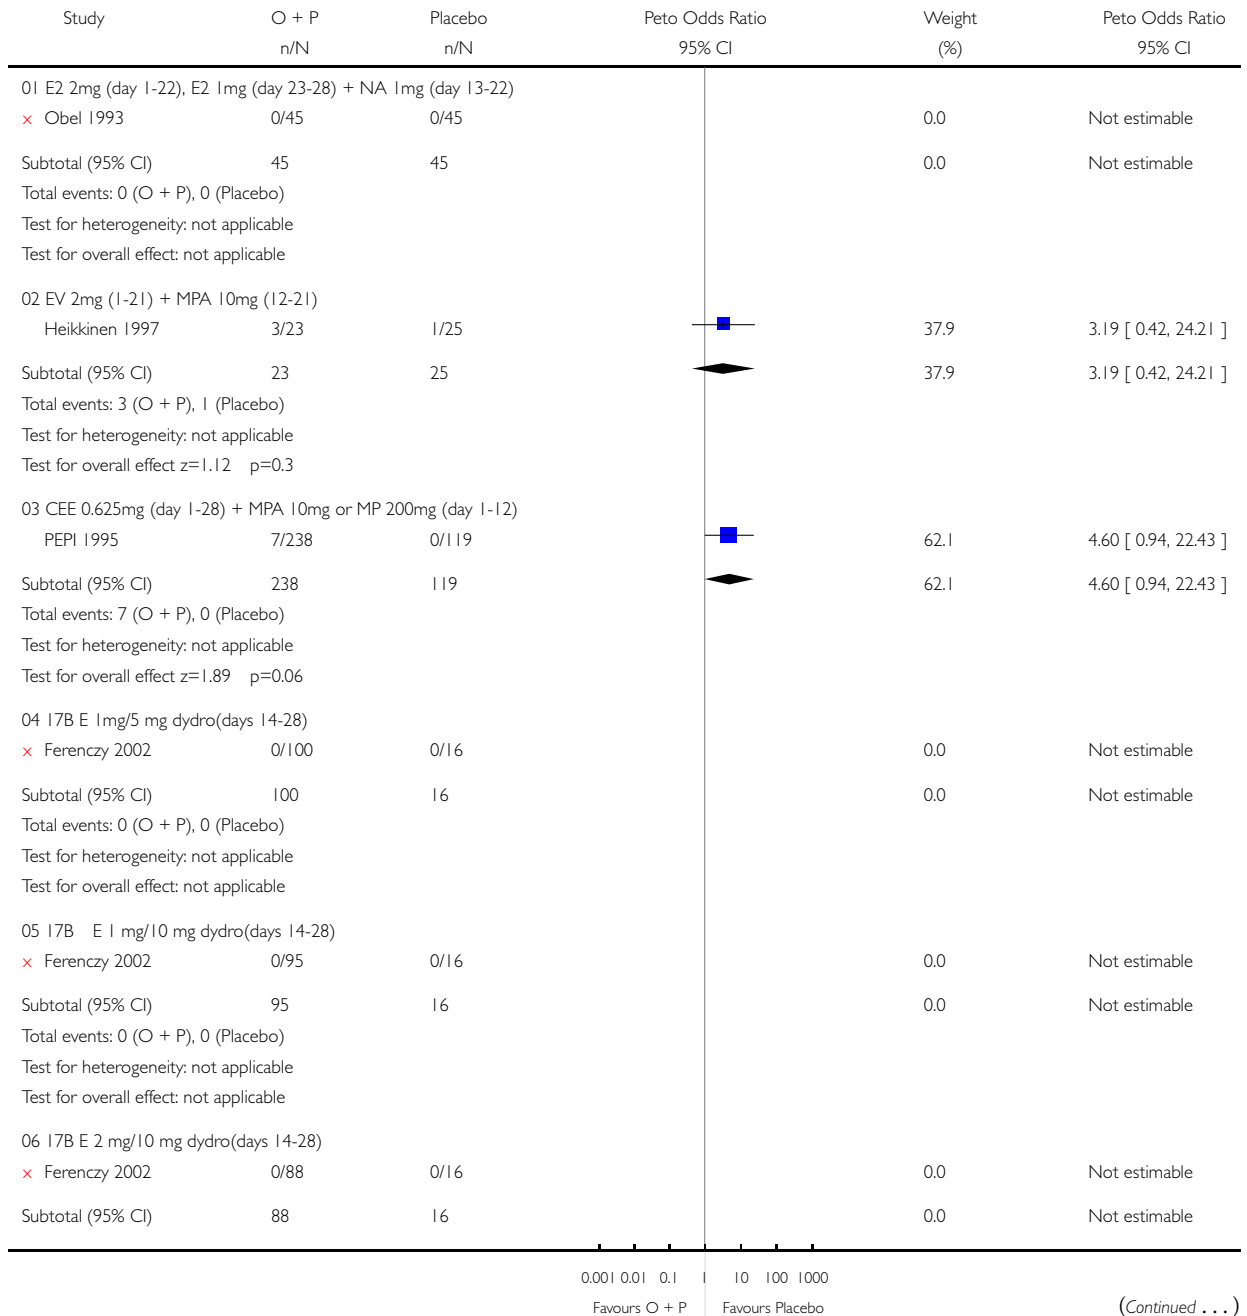 Study O + P Placebo Peto Odds Ratio Weight Peto Odds Ratio
n/N n/N 95% CI (%) 95% CI
01 E2 2mg (day 1-22), E2 1mg (day 23-28) + NA 1mg (day 13-22)
× Obel 1993 0/45 0/45 0.0 Not estimable
Subtotal (95% CI) 45 45 0.0 Not estimable
Total events: 0 (O + P), 0 (Placebo)
Test for heterogeneity: not applicable
Test for overall effect: not applicable
02 EV 2mg (1-21) + MPA 10mg (12-21)
Heikkinen 1997 3/23 1/25 37.9 3.19 [ 0.42, 24.21 ]
Subtotal (95% CI) 23 25 37.9 3.19 [ 0.42, 24.21 ]
Total events: 3 (O + P), 1 (Placebo)
Test for heterogeneity: not applicable
Test for overall effect z=1.12 p=0.3
03 CEE 0.625mg (day 1-28) + MPA 10mg or MP 200mg (day 1-12)
PEPI 1995 7/238 0/119 62.1 4.60 [ 0.94, 22.43 ]
Subtotal (95% CI) 238 119 62.1 4.60 [ 0.94, 22.43 ]
Total events: 7 (O + P), 0 (Placebo)
Test for heterogeneity: not applicable
Test for overall effect z=1.89 p=0.06
04 17B E 1mg/5 mg dydro(days 14-28)
× Ferenczy 2002 0/100 0/16 0.0 Not estimable
Subtotal (95% CI) 100 16 0.0 Not estimable
Total events: 0 (O + P), 0 (Placebo)
Test for heterogeneity: not applicable
Test for overall effect: not applicable
05 17B E 1 mg/10 mg dydro(days 14-28)
× Ferenczy 2002 0/95 0/16 0.0 Not estimable
Subtotal (95% CI) 95 16 0.0 Not estimable
Total events: 0 (O + P), 0 (Placebo)
Test for heterogeneity: not applicable
Test for overall effect: not applicable
06 17B E 2 mg/10 mg dydro(days 14-28)
× Ferenczy 2002 0/88 0/16 0.0 Not estimable
Subtotal (95% CI) 88 16 0.0 Not estimable
0.001 0.01 0.1 1 10 100 1000
Favours O + P Favours Placebo (Continued . . . )